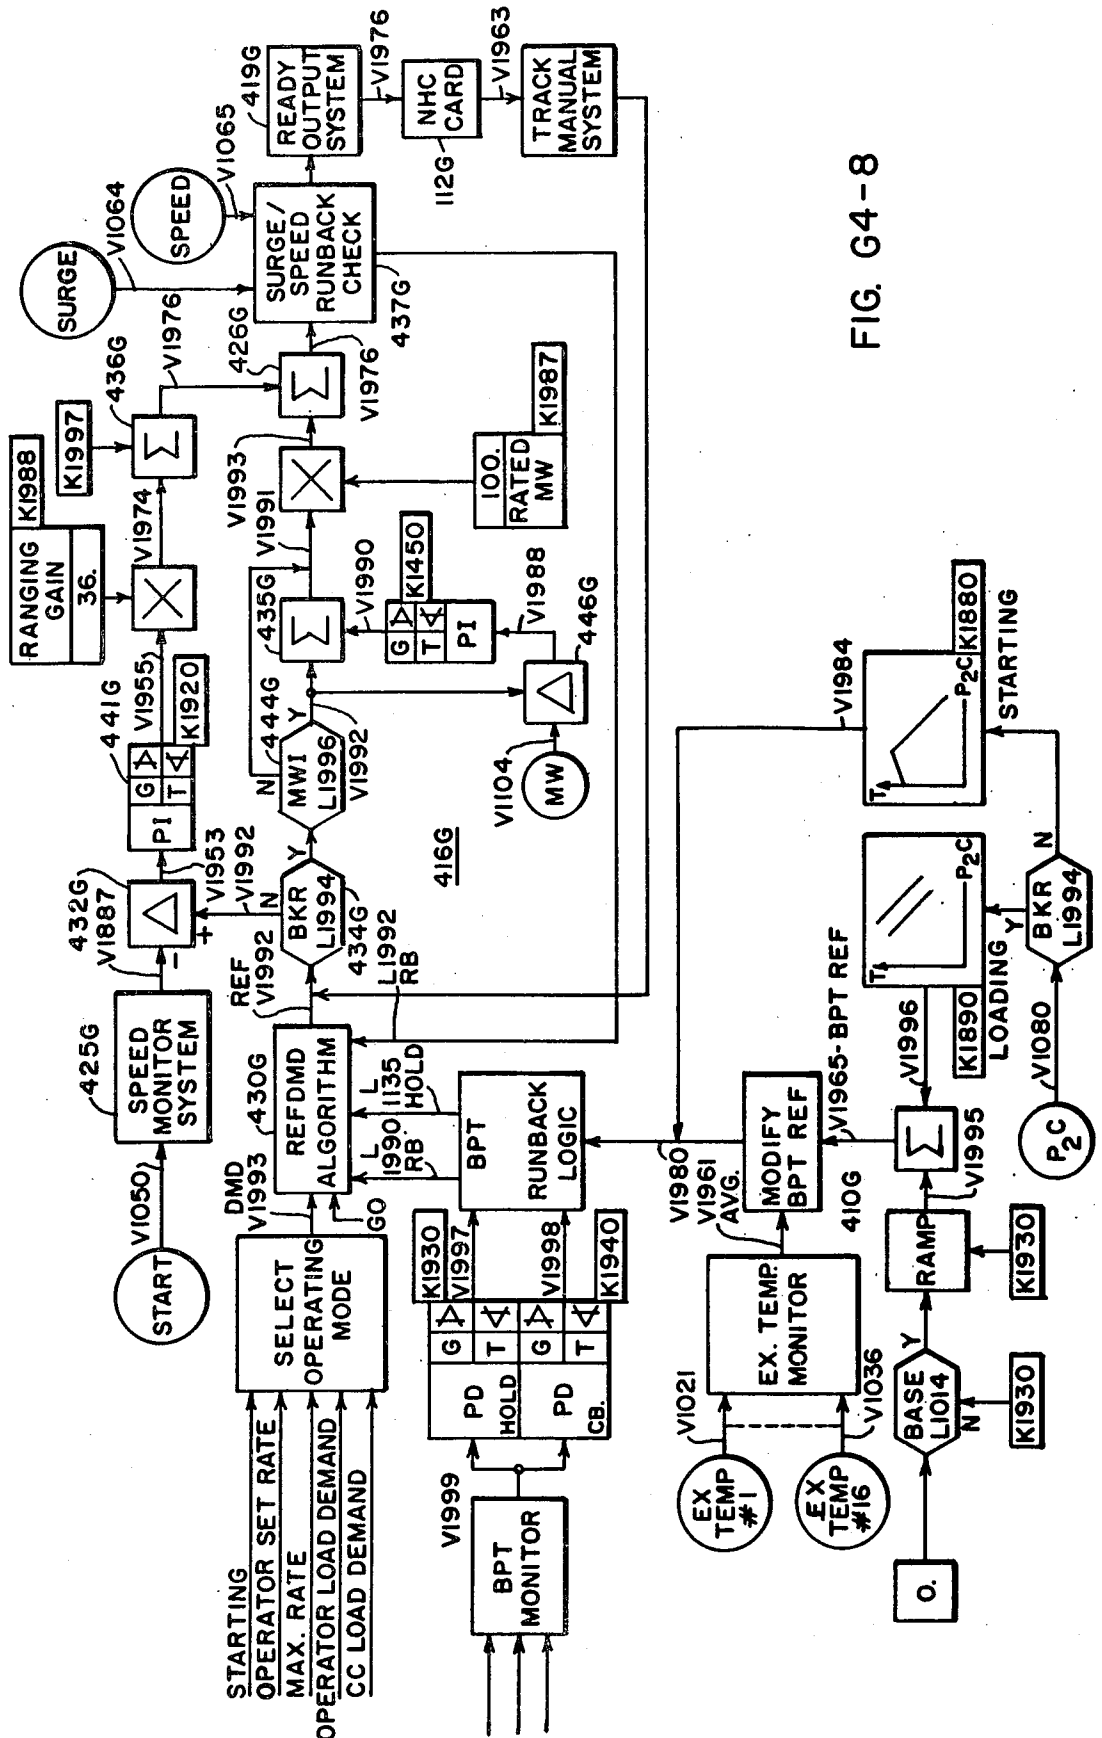 STARTING
OPERATOR SET RATE
MAX. RATE
OPERATOR LOAD DEMAND
CC LOAD DEMAND
SELECT
OPERATING
MODE
DMD
V1993
GO
START
V1050
425G
SPEED
MONITOR
SYSTEM
432G
V1887
-
+
Δ
V1953
441G
PI
G
T
V1955
K1920
RANGING
GAIN
36.
K1988
X
V1974
K1997
436G
Σ
V1976
SURGE
V1064
SPEED
V1065
430G
REFDMD
ALGORITHM
REF
V1992
BKR
L1994
434G
N
V1992
Y
L1992
RB
L
1135
HOLD
L
1990
RB
444G
MWI
L1996
N
Y
V1992
435G
Σ
V1991
V1990
G
T
PI
K1450
V1988
446G
Δ
V1104
MW
416G
X
V1993
100.
RATED
MW
K1987
426G
Σ
V1976
SURGE/
SPEED
RUNBACK
CHECK
437G
419G
READY
OUTPUT
SYSTEM
V1976
NHC
CARD
112G
V1963
TRACK
MANUAL
SYSTEM
V1999
BPT
MONITOR
PD
HOLD
PD
CB.
G
T
G
T
K1930
V1997
V1998
K1940
BPT
RUNBACK
LOGIC
V1980
V1961
AVG.
MODIFY
BPT REF
410G
EX
TEMP
#1
V1021
EX
TEMP
#16
V1036
EX. TEMP.
MONITOR
V1965-BPT REF
Σ
V1996
V1995
RAMP
K1930
O.
BASE
L1014
Y
N
K1930
K1890
LOADING
T
P2C
V1984
T
P2C
K1880
STARTING
P2C
V1080
BKR
L1994
Y
N
FIG. G4-8